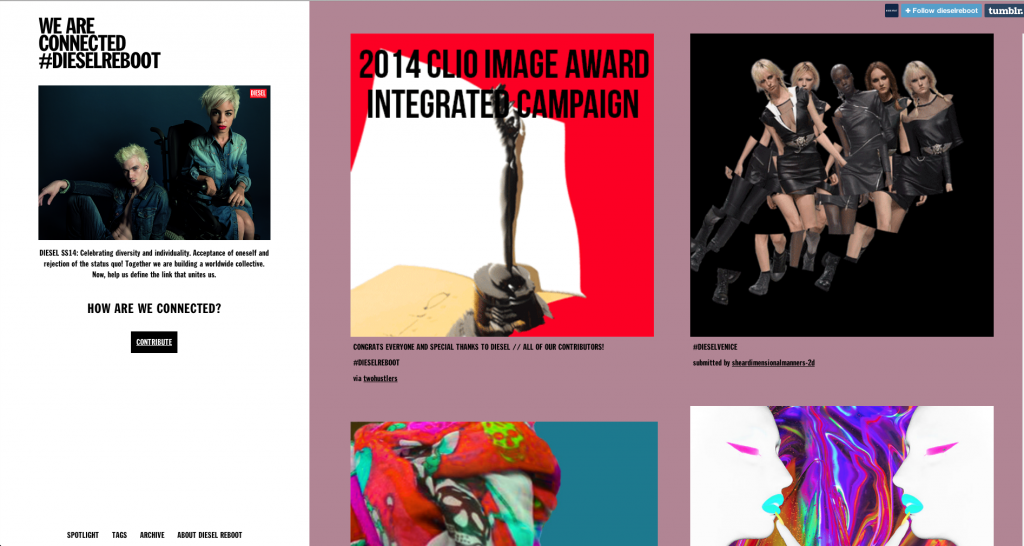 WE ARE
CONNECTED
#DIESELREBOOT
DIESEL
DIESEL SS14: Celebrating diversity and individuality. Acceptance of oneself and
rejection of the status quo! Together we are building a worldwide collective.
Now, help us define the link that unites us.
HOW ARE WE CONNECTED?
CONTRIBUTE
SPOTLIGHT TAGS ARCHIVE ABOUT DIESEL REBOOT
+ Follow dieselreboot
tumblr.
2014 CLIO IMAGE AWARD
INTEGRATED CAMPAIGN
CONGRATS EVERYONE AND SPECIAL THANKS TO DIESEL // ALL OF OUR CONTRIBUTORS!
#DIESELREBOOT
via twohustlers
#DIESELVENICE
submitted by sheardimensionalmanners-2d